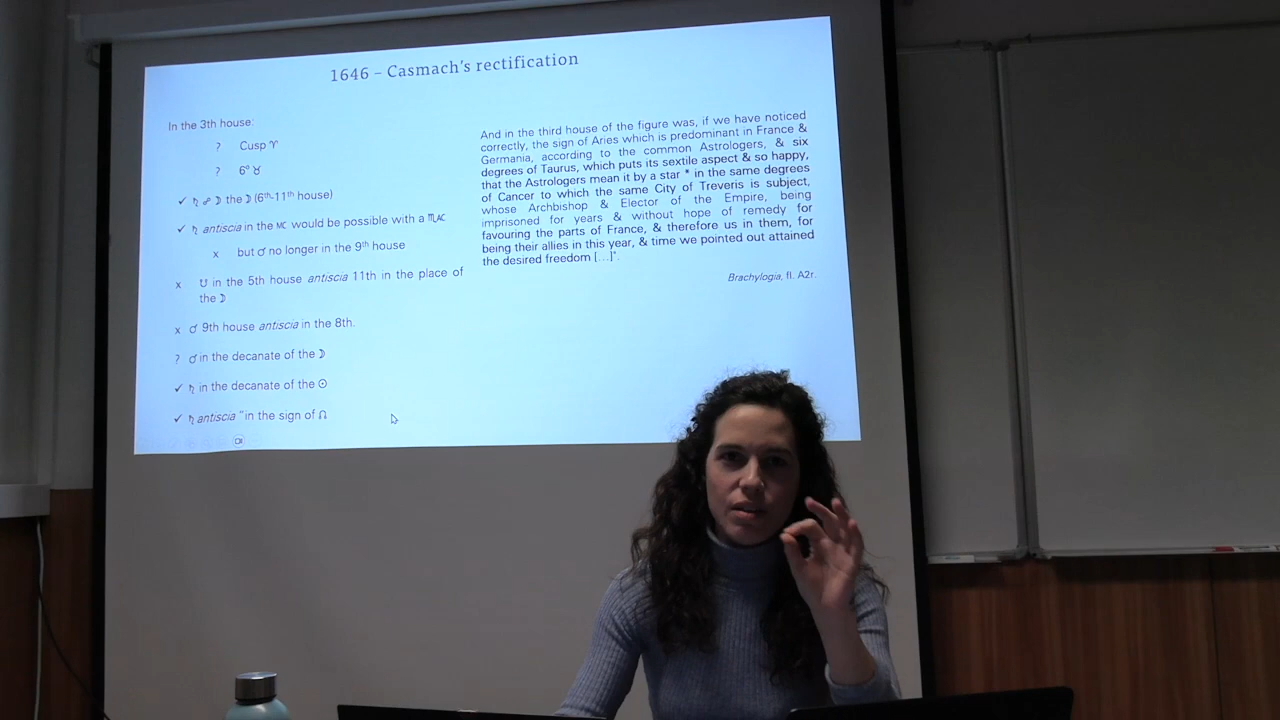 1646 – Casmach's rectification
In the 3th house:
? Cusp ♈
? 6° ♉
✓ ♄ ☍ ☽ the ☽ (6th-11th house)
✓ ♄ antiscia in the MC would be possible with a ♏AC
x but ♂ no longer in the 9th house
x ☋ in the 5th house antiscia 11th in the place of
the ☽
x ♂ 9th house antiscia in the 8th.
? ♂ in the decanate of the ☽
✓ ♄ in the decanate of the ☉
✓ ♄ antiscia "in the sign of ☊
And in the third house of the figure was, if we have noticed
correctly, the sign of Aries which is predominant in France &
Germania, according to the common Astrologers, & six
degrees of Taurus, which puts its sextile aspect & so happy,
that the Astrologers mean it by a star * in the same degrees
of Cancer to which the same City of Treveris is subject,
whose Archbishop & Elector of the Empire, being
imprisoned for years & without hope of remedy for
favouring the parts of France, & therefore us in them, for
being their allies in this year, & time we pointed out attained
the desired freedom [...]".
Brachylogia, fl. A2r.